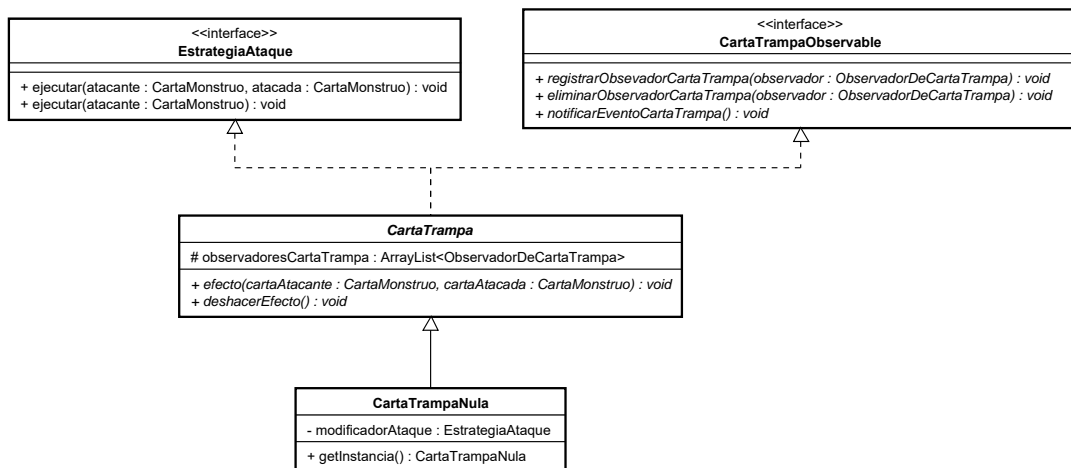 <<interface>>
EstrategiaAtaque
+ ejecutar(atacante : CartaMonstruo, atacada : CartaMonstruo) : void
+ ejecutar(atacante : CartaMonstruo) : void
<<interface>>
CartaTrampaObservable
+ registrarObsevadorCartaTrampa(observador : ObservadorDeCartaTrampa) : void
+ eliminarObservadorCartaTrampa(observador : ObservadorDeCartaTrampa) : void
+ notificarEventoCartaTrampa() : void
CartaTrampa
# observadoresCartaTrampa : ArrayList<ObservadorDeCartaTrampa>
+ efecto(cartaAtacante : CartaMonstruo, cartaAtacada : CartaMonstruo) : void
+ deshacerEfecto() : void
CartaTrampaNula
- modificadorAtaque : EstrategiaAtaque
+ getInstancia() : CartaTrampaNula